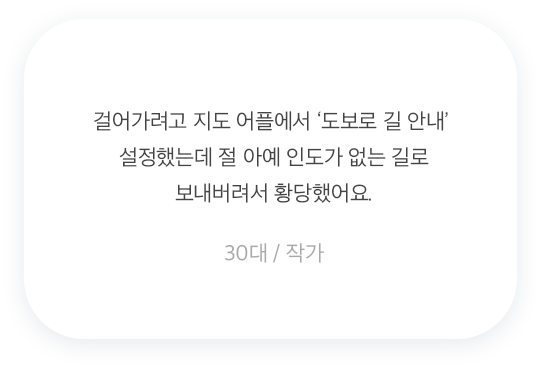 걸어가려고 지도 어플에서 ‘도보로 길 안내’
설정했는데 절 아예 인도가 없는 길로
보내버려서 황당했어요.
30대 / 작가